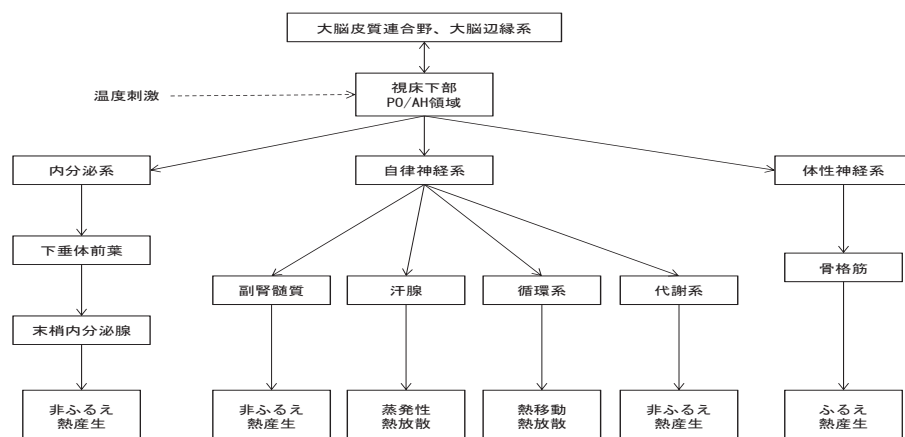 大脳皮質連合野、大脳辺縁系
温度刺激
視床下部
PO/AH領域
内分泌系
自律神経系
体性神経系
下垂体前葉
骨格筋
副腎髄質
汗腺
循環系
代謝系
末梢内分泌腺
非ふるえ
熱産生
非ふるえ
熱産生
蒸発性
熱放散
熱移動
熱放散
非ふるえ
熱産生
ふるえ
熱産生